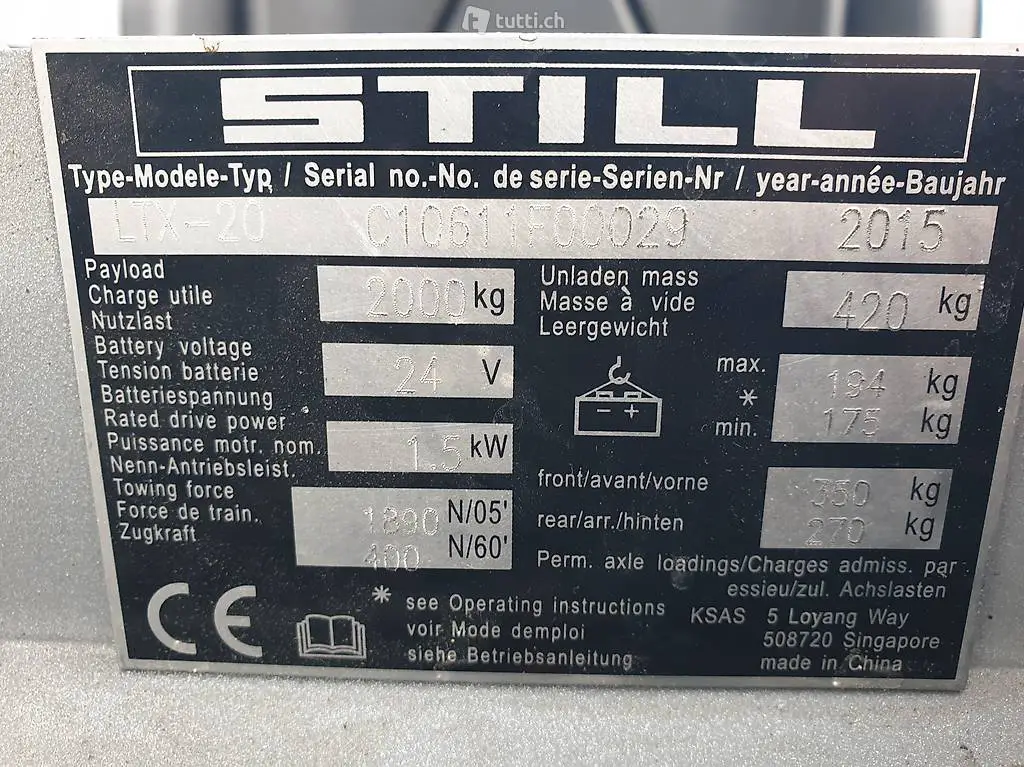 tutti.ch
STILL
Type-Modele-Typ / Serial no.-No. de serie-Serien-Nr / year-année-Baujahr
LTX-20 C10611F00029 2015
Payload
Charge utile
Nutzlast
2000 kg
Battery voltage
Tension batterie
Batteriespannung
24 V
Rated drive power
Puissance motr. nom.
Nenn-Antriebsleist.
1.5 kW
Towing force
Force de train.
Zugkraft
1890 N/05'
400 N/60'
Unladen mass
Masse à vide
Leergewicht
420 kg
- +
max. 194 kg
*
min. 175 kg
front/avant/vorne 350 kg
rear/arr./hinten 270 kg
Perm. axle loadings/Charges admiss. par
essieu/zul. Achslasten
CE
* see Operating instructions
voir Mode demploi
siehe Betriebsanleitung
KSAS 5 Loyang Way
508720 Singapore
made in China